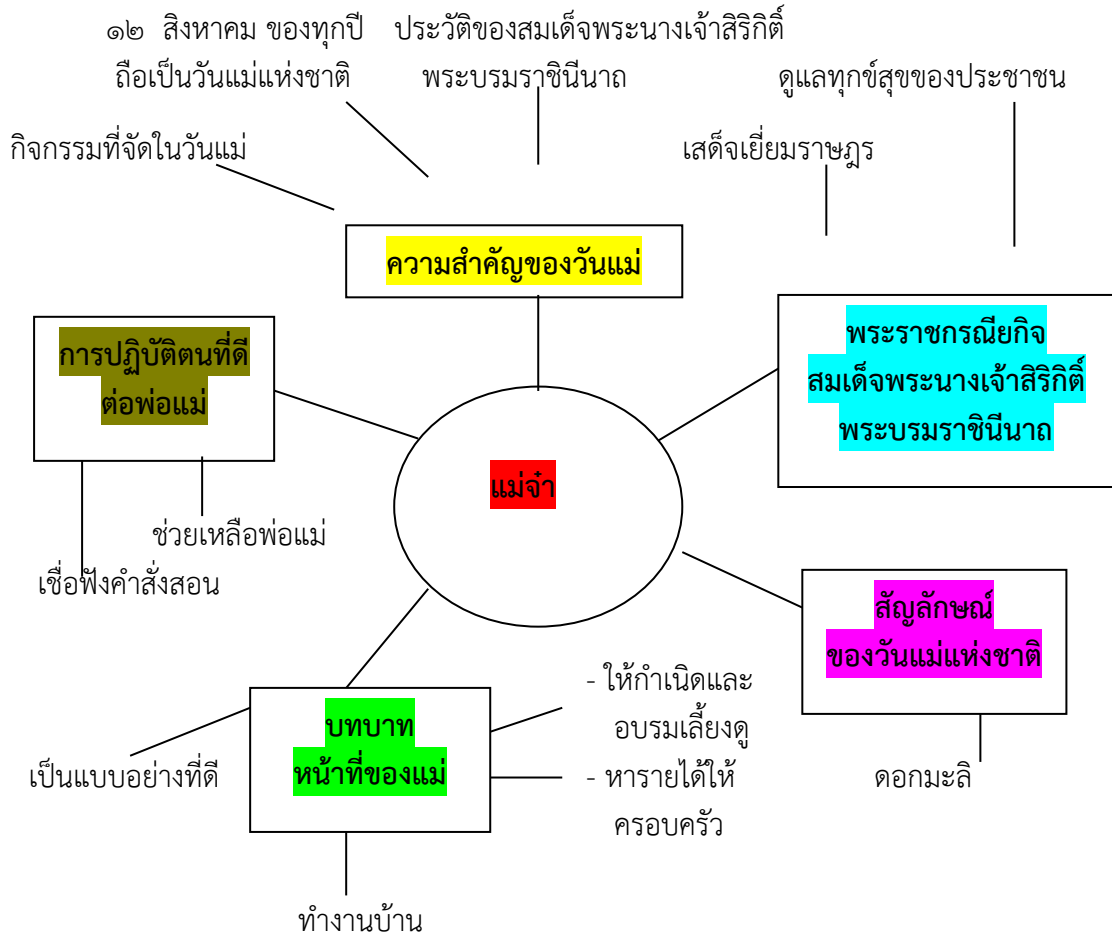 ๑๒  สิงหาคม ของทุกปี
ถือเป็นวันแม่แห่งชาติ
ประวัติของสมเด็จพระนางเจ้าสิริกิติ์
พระบรมราชินีนาถ
ดูแลทุกข์สุขของประชาชน
กิจกรรมที่จัดในวันแม่
เสด็จเยี่ยมราษฎร
ความสำคัญของวันแม่
การปฏิบัติตนที่ดี
ต่อพ่อแม่
พระราชกรณียกิจ
สมเด็จพระนางเจ้าสิริกิติ์
พระบรมราชินีนาถ
แม่จ๋า
ช่วยเหลือพ่อแม่
เชื่อฟังคำสั่งสอน
สัญลักษณ์
ของวันแม่แห่งชาติ
ดอกมะลิ
บทบาท
หน้าที่ของแม่
- ให้กำเนิดและ
อบรมเลี้ยงดู
- หารายได้ให้
ครอบครัว
เป็นแบบอย่างที่ดี
ทำงานบ้าน